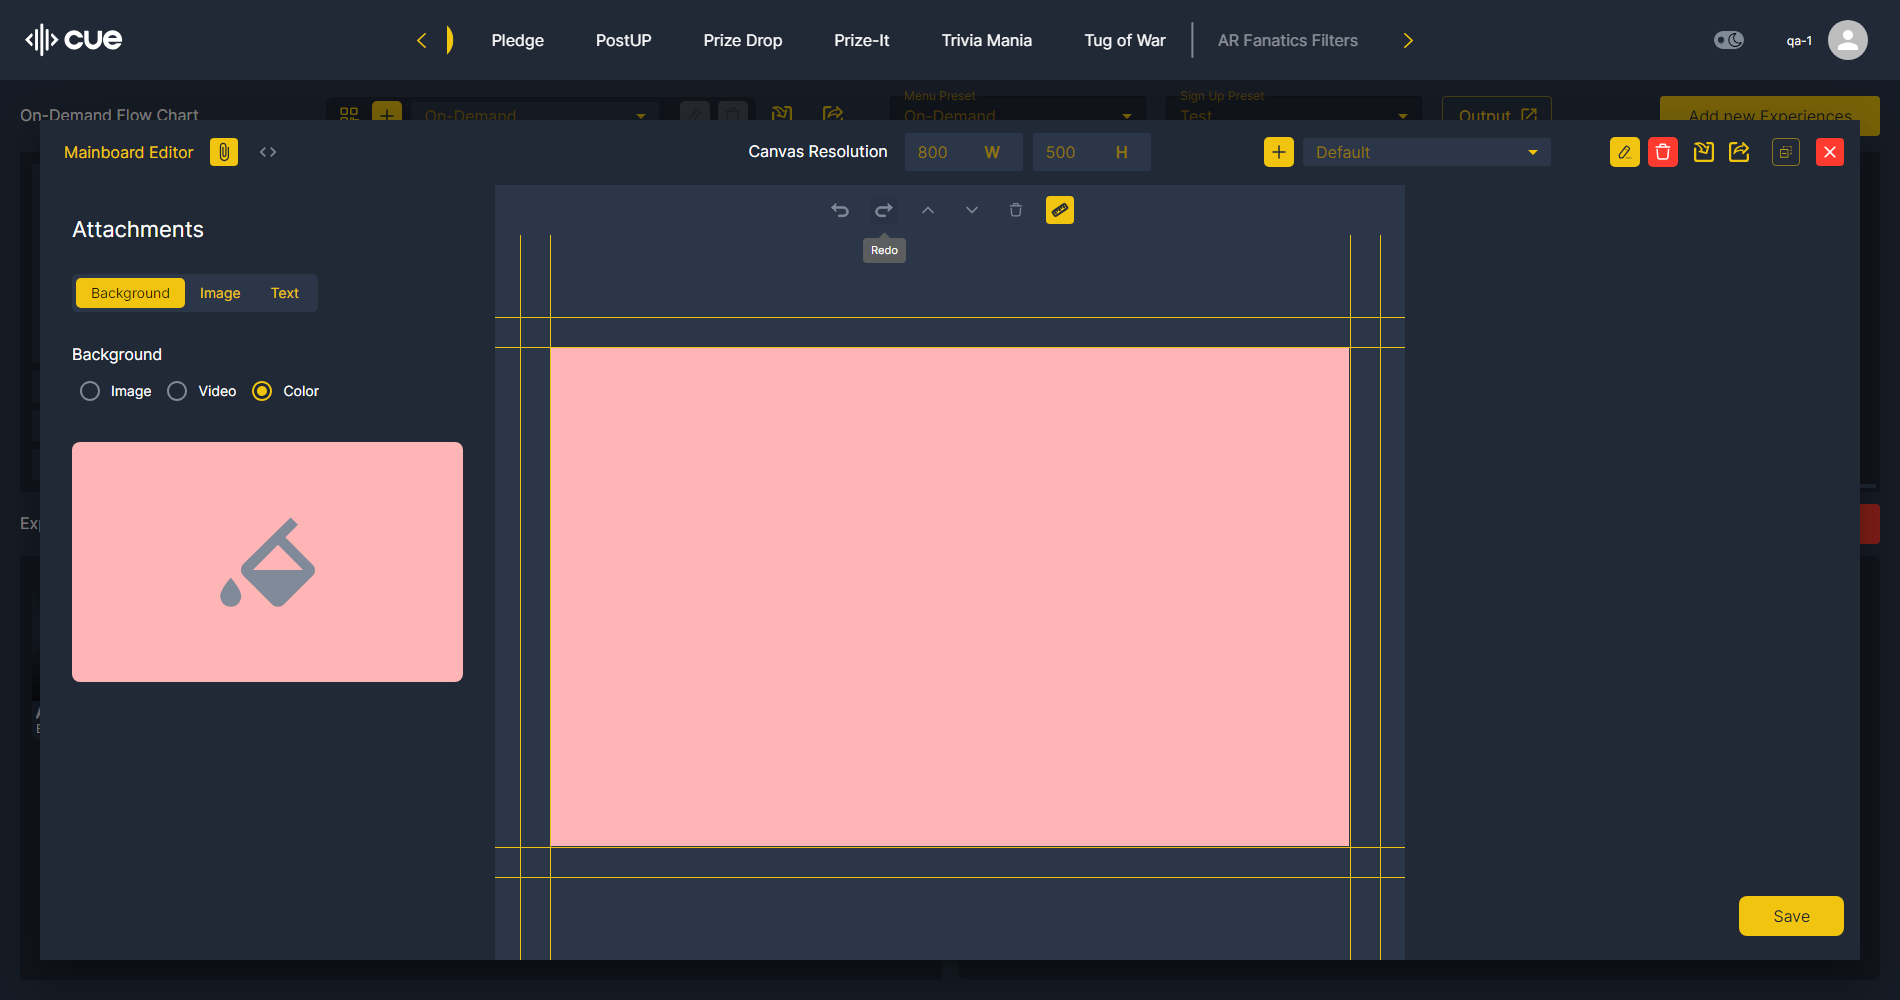 cue
Pledge
PostUP
Prize Drop
Prize-It
Trivia Mania
Tug of War
AR Fanatics Filters
qa-1
On-Demand Flow Chart
On-Demand
Menu Preset
On-Demand
Sign Up Preset
Test
Output
Add new Experiences
Mainboard Editor
Canvas Resolution
800 W
500 H
Default
Attachments
Redo
Background
Image
Text
Background
Image
Video
Color
Save